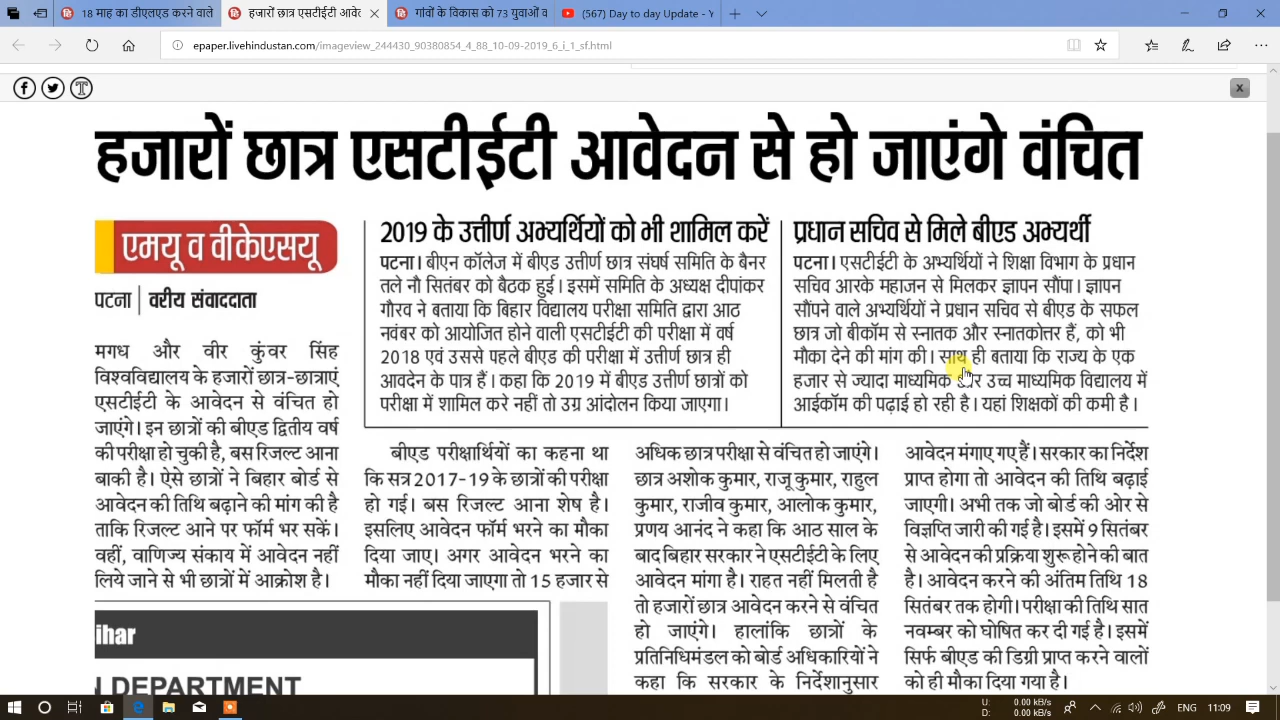 18 माह का डीएलएड करने वाले
हजारों छात्र एसटीईटी आवे
गांवों के विकास को 73 युवाओं व
(567) Day to day update - Y
epaper.livehindustan.com/imageview_244430_90380854_4_88_10-09-2019_6_i_1_sf.html
हजारों छात्र एसटीईटी आवेदन से हो जाएंगे वंचित
एमयू व वीकेएसयू
पटना | वरीय संवाददाता
मगध और वीर कुंवर सिंह
विश्वविद्यालय के हजारों छात्र-छात्राएं
एसटीईटी के आवेदन से वंचित हो
जाएंगे। इन छात्रों की बीएड द्वितीय वर्ष
की परीक्षा हो चुकी है, बस रिजल्ट आना
बाकी है। ऐसे छात्रों ने बिहार बोर्ड से
आवेदन की तिथि बढ़ाने की मांग की है
ताकि रिजल्ट आने पर फॉर्म भर सकें।
वहीं, वाणिज्य संकाय में आवेदन नहीं
लिये जाने से भी छात्रों में आक्रोश है।
2019 के उत्तीर्ण अभ्यर्थियों को भी शामिल करें
पटना। बीएन कॉलेज में बीएड उत्तीर्ण छात्र संघर्ष समिति के बैनर
तले नौ सितंबर को बैठक हुई। इसमें समिति के अध्यक्ष दीपांकर
गौरव ने बताया कि बिहार विद्यालय परीक्षा समिति द्वारा आठ
नवंबर को आयोजित होने वाली एसटीईटी की परीक्षा में वर्ष
2018 एवं उससे पहले बीएड की परीक्षा में उत्तीर्ण छात्र ही
आवदेन के पात्र हैं। कहा कि 2019 में बीएड उत्तीर्ण छात्रों को
परीक्षा में शामिल करे नहीं तो उग्र आंदोलन किया जाएगा।
प्रधान सचिव से मिले बीएड अभ्यर्थी
पटना। एसटीईटी के अभ्यर्थियों ने शिक्षा विभाग के प्रधान
सचिव आरके महाजन से मिलकर ज्ञापन सौंपा। ज्ञापन
सौंपने वाले अभ्यर्थियों ने प्रधान सचिव से बीएड के सफल
छात्र जो बीकॉम से स्नातक और स्नातकोतर हैं, को भी
मौका देने की मांग की। साथ ही बताया कि राज्य के एक
हजार से ज्यादा माध्यमिक और उच्च माध्यमिक विद्यालय में
आईकॉम की पढ़ाई हो रही है। यहां शिक्षकों की कमी है।
बीएड परीक्षार्थियों का कहना था
कि सत्र 2017-19 के छात्रों की परीक्षा
हो गई। बस रिजल्ट आना शेष है।
इसलिए आवेदन फॉर्म भरने का मौका
दिया जाए। अगर आवेदन भरने का
मौका नहीं दिया जाएगा तो 15 हजार से
अधिक छात्र परीक्षा से वंचित हो जाएंगे।
छात्र अशोक कुमार, राजू कुमार, राहुल
कुमार, राजीव कुमार, आलोक कुमार,
प्रणय आनंद ने कहा कि आठ साल के
बाद बिहार सरकार ने एसटीईटी के लिए
आवेदन मांगा है। राहत नहीं मिलती है
तो हजारों छात्र आवेदन करने से वंचित
हो जाएंगे। हालांकि छात्रों के
प्रतिनिधिमंडल को बोर्ड अधिकारियों ने
कहा कि सरकार के निर्देशानुसार
आवेदन मंगाए गए हैं। सरकार का निर्देश
प्राप्त होगा तो आवेदन की तिथि बढ़ाई
जाएगी। अभी तक जो बोर्ड की ओर से
विज्ञप्ति जारी की गई है। इसमें 9 सितंबर
से आवेदन की प्रक्रिया शुरू होने की बात
है। आवेदन करने की अंतिम तिथि 18
सितंबर तक होगी। परीक्षा की तिथि सात
नवम्बर को घोषित कर दी गई है। इसमें
सिर्फ बीएड की डिग्री प्राप्त करने वालों
को ही मौका दिया गया है।
ihar
N DEPARTMENT
U: 0.00 kB/s
D: 0.00 kB/s
ENG
11:09